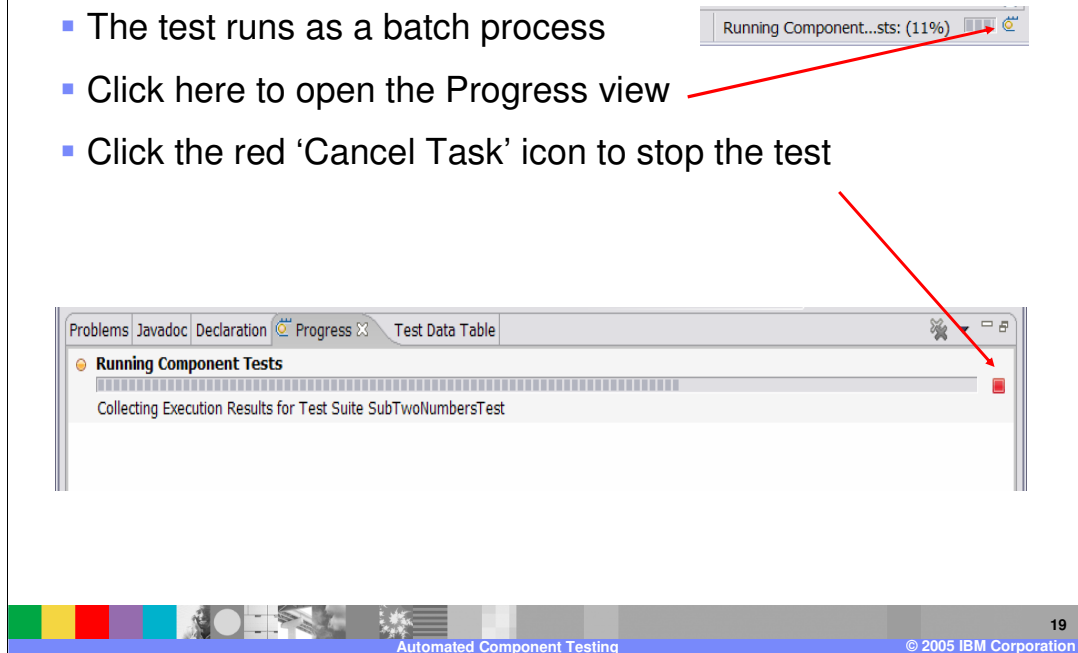 The test runs as a batch process
Running Component...sts: (11%)
Click here to open the Progress view
Click the red ‘Cancel Task’ icon to stop the test
Problems Javadoc Declaration Progress Test Data Table
Running Component Tests
Collecting Execution Results for Test Suite SubTwoNumbersTest
19
Automated Component Testing
© 2005 IBM Corporation